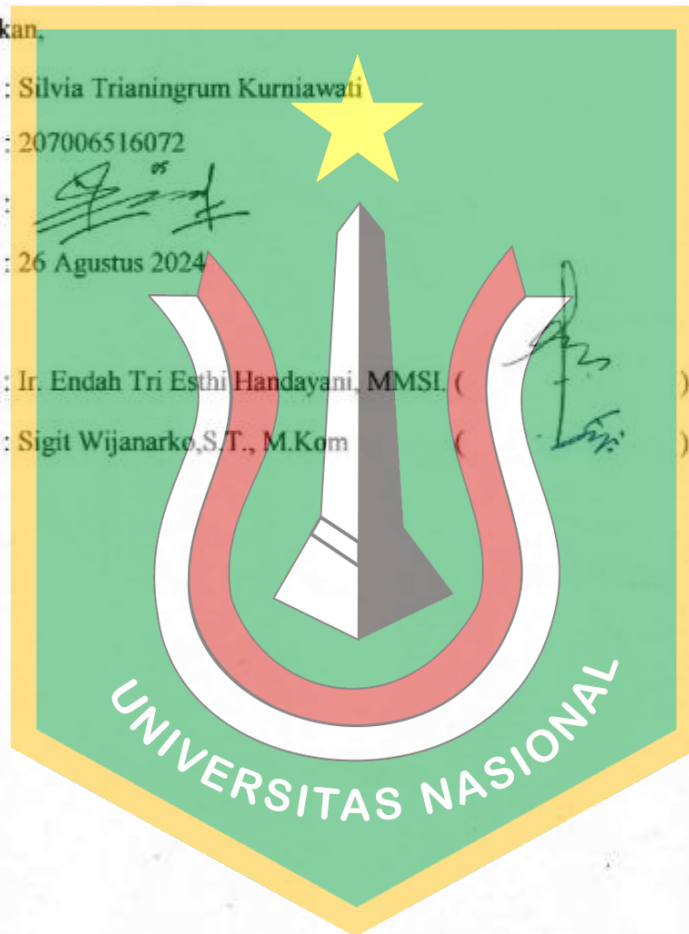 kan,
: Silvia Trianingrum Kurniawati
: 207006516072
:
: 26 Agustus 2024
: Ir. Endah Tri Esthi Handayani, MMSI. ( )
: Sigit Wijanarko,S.T., M.Kom ( )
UNIVERSITAS NASIONAL